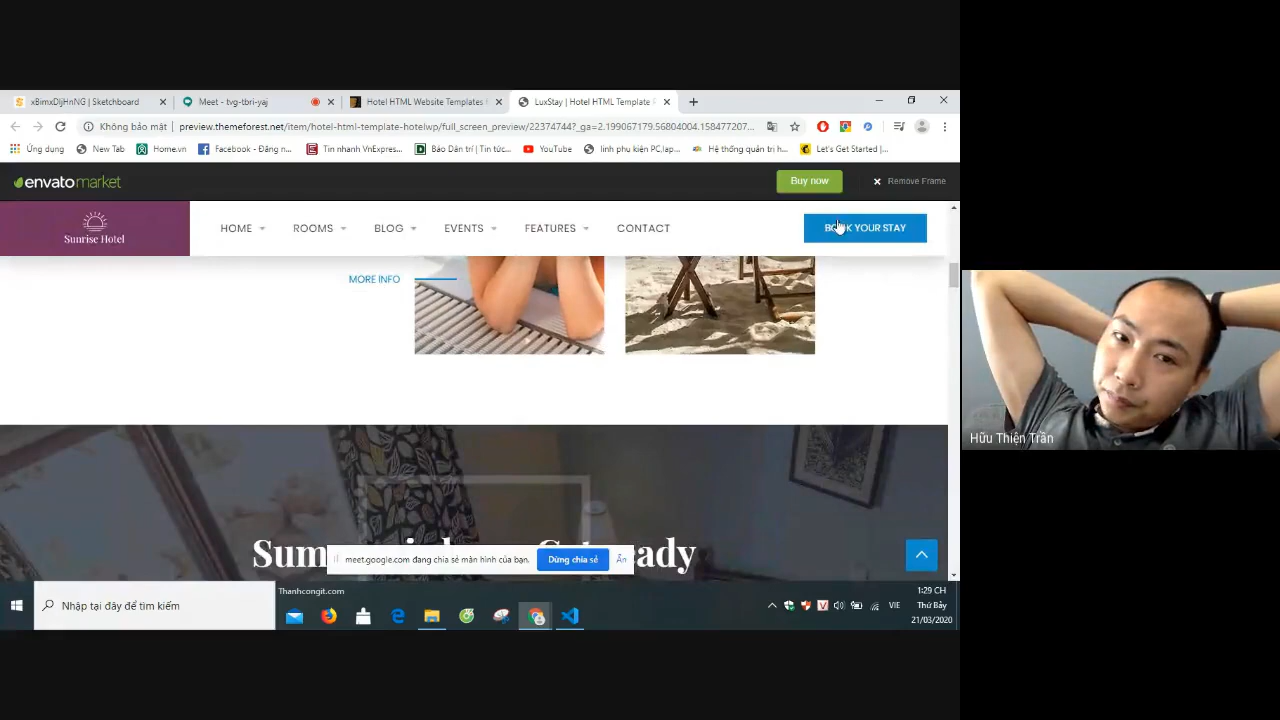 xBimxDljHnNG | Sketchboard
Meet - tvg-tbri-yaj
Hotel HTML Website Templates
LuxStay | Hotel HTML Template
Không bảo mật
preview.themeforest.net/item/hotel-html-template-hotelwp/full_screen_preview/22374744?_ga=2.199067179.56804004.158477207...
Ứng dụng
New Tab
Home.vn
Facebook - Đăng n...
Tin nhanh VnExpres...
Báo Dân trí | Tin tức...
YouTube
linh phụ kiện PC,lap...
Hệ thống quản trị h...
Let's Get Started |...
envatomarket
Buy now
Remove Frame
Sunrise Hotel
HOME
ROOMS
BLOG
EVENTS
FEATURES
CONTACT
BOOK YOUR STAY
MORE INFO
meet.google.com đang chia sẻ màn hình của bạn.
Dừng chia sẻ
Ẩn
Thanhcongit.com
Nhập tại đây để tìm kiếm
VIE
1:29 CH
Thứ Bảy
21/03/2020
Hữu Thiện Trần